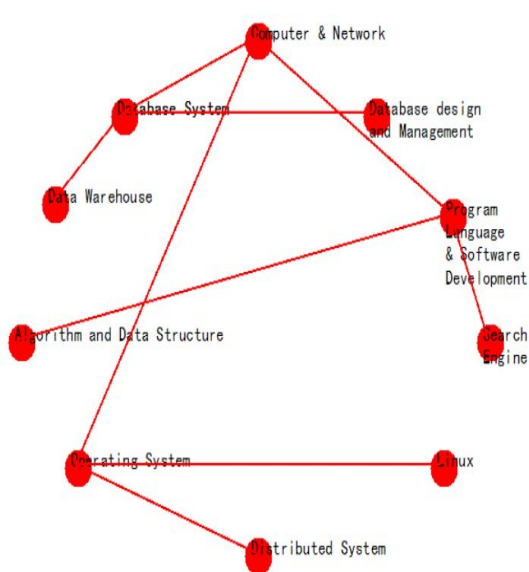 Computer & Network
Database System
Database design
and Management
Data Warehouse
Program
Language
& Software
Development
Algorithm and Data Structure
Search
Engine
Operating System
Linux
Distributed System